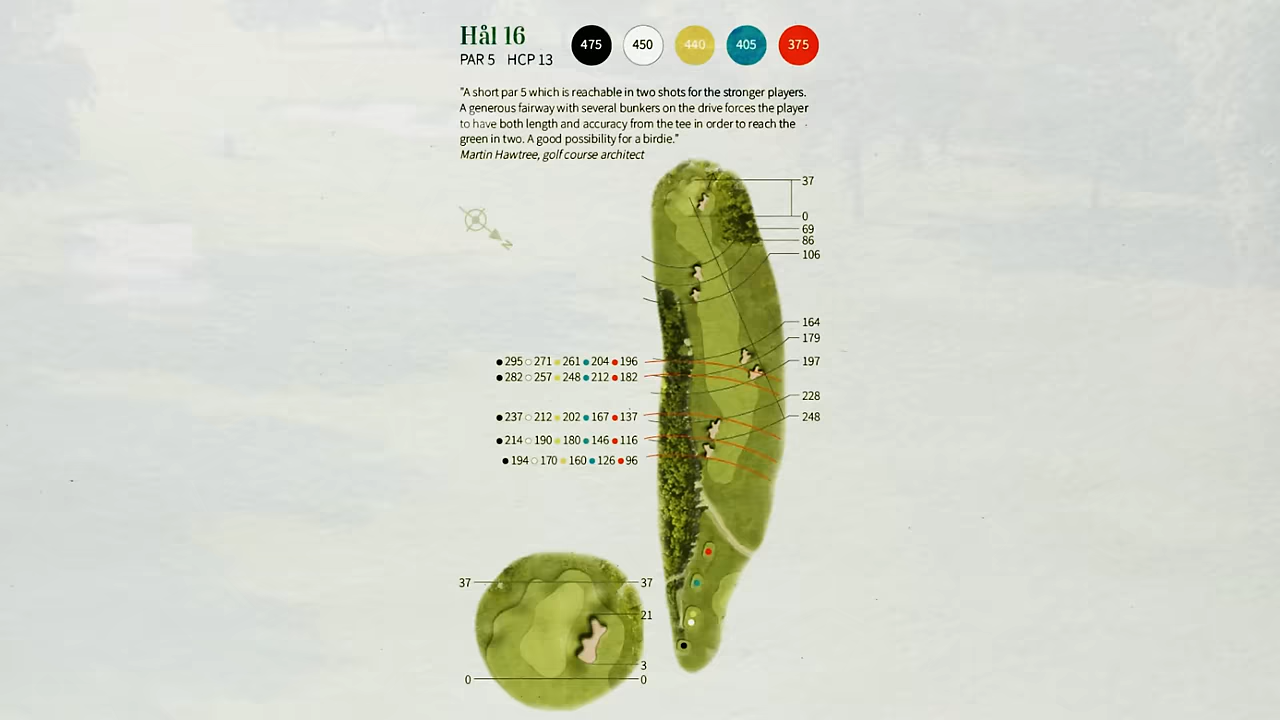 Hål 16
475 450 440 405 375
PAR 5 HCP 13
"A short par 5 which is reachable in two shots for the stronger players.
A generous fairway with several bunkers on the drive forces the player
to have both length and accuracy from the tee in order to reach the
green in two. A good possibility for a birdie."
Martin Hawtree, golf course architect
37
0
69
86
106
N
164
179
197
295 271 261 204 196
282 257 248 212 182
228
237 212 202 167 137
248
214 190 180 146 116
194 170 160 126 96
37 37
21
3
0 0